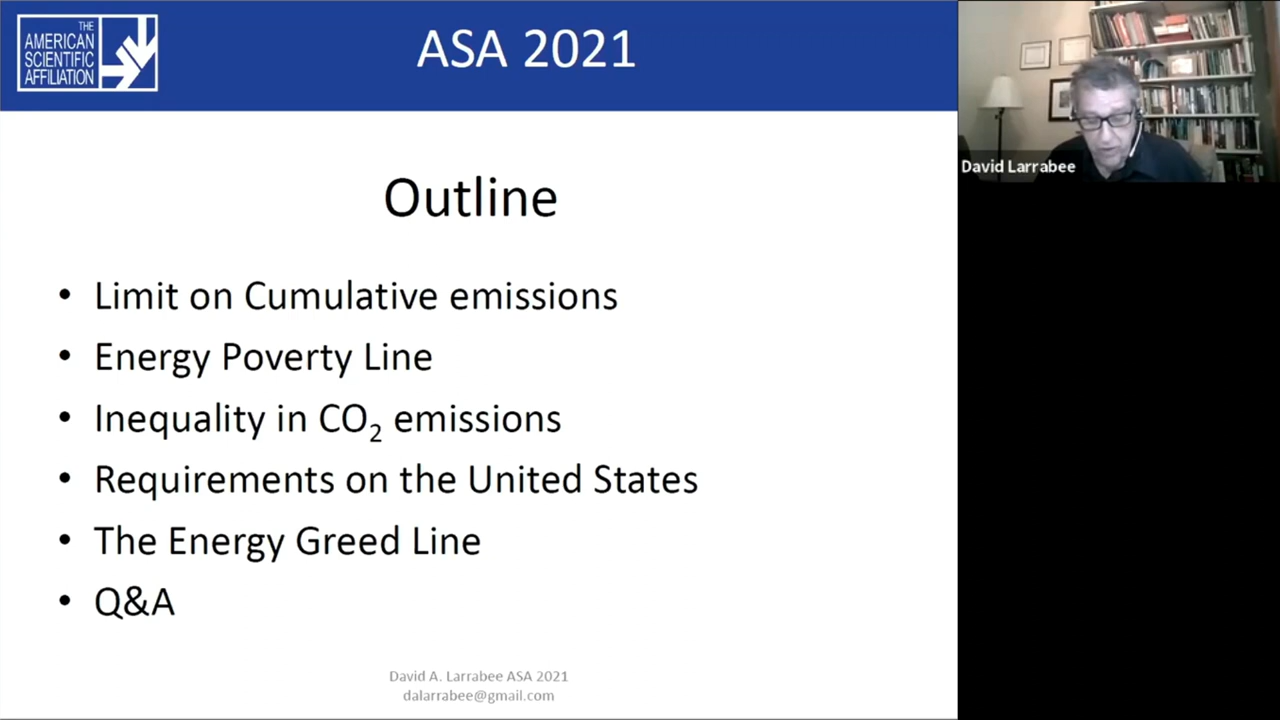 THE
AMERICAN
SCIENTIFIC
AFFILIATION
ASA 2021
David Larrabee
Outline
• Limit on Cumulative emissions
• Energy Poverty Line
• Inequality in CO₂ emissions
• Requirements on the United States
• The Energy Greed Line
• Q&A
David A. Larrabee ASA 2021
dalarrabee@gmail.com